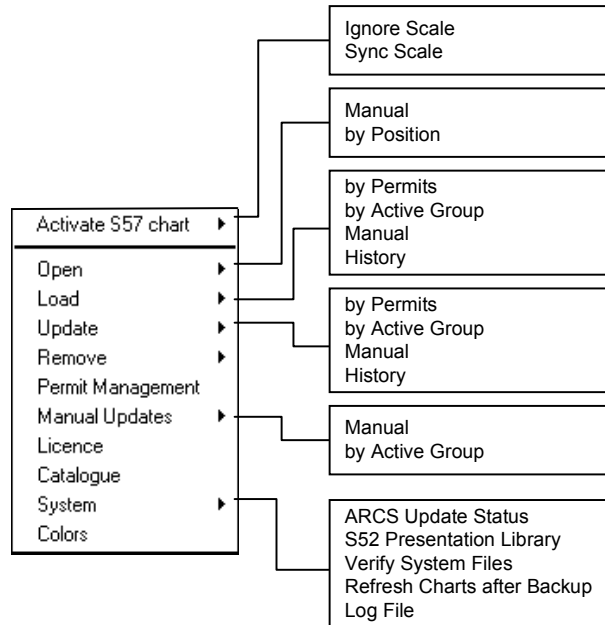 Ignore Scale
Sync Scale
Manual
by Position
by Permits
by Active Group
Manual
History
by Permits
by Active Group
Manual
History
Manual
by Active Group
ARCS Update Status
S52 Presentation Library
Verify System Files
Refresh Charts after Backup
Log File
Activate S57 chart
Open
Load
Update
Remove
Permit Management
Manual Updates
Licence
Catalogue
System
Colors